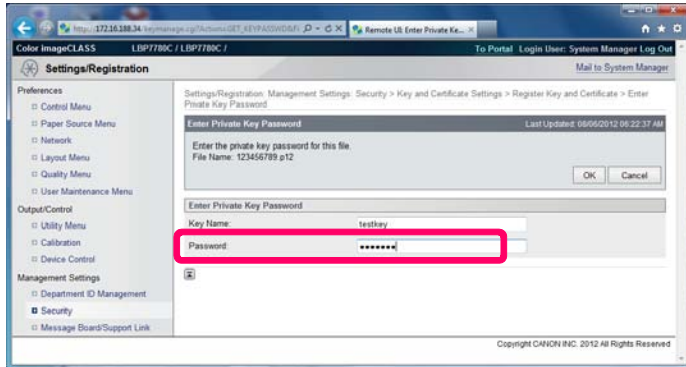 http://172.16.188.34/keymanage.cgi?Action=GET_KEYPASSWD&
Remote UI: Enter Private Ke...
Color imageCLASS LBP7780C / LBP7780C /
To Portal Login User: System Manager Log Out
Settings/Registration
Mail to System Manager
Preferences
Control Menu
Paper Source Menu
Network
Layout Menu
Quality Menu
User Maintenance Menu
Output/Control
Utility Menu
Calibration
Device Control
Management Settings
Department ID Management
Security
Message Board/Support Link
Settings/Registration: Management Settings: Security > Key and Certificate Settings > Register Key and Certificate > Enter
Private Key Password
Enter Private Key Password
Last Updated: 06/06/2012 06:22:37 AM
Enter the private key password for this file.
File Name: 123456789.p12
OK Cancel
Enter Private Key Password
Key Name: testkey
Password: •••••••
Copyright CANON INC. 2012 All Rights Reserved